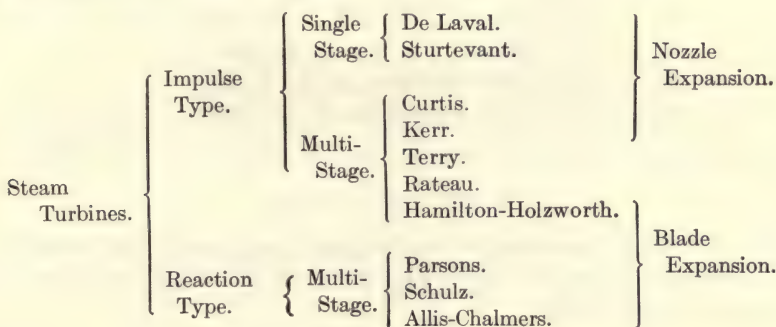 Steam
Turbines.
Impulse
Type.
Single
Stage.
De Laval.
Sturtevant.
Multi-
Stage.
Curtis.
Kerr.
Terry.
Rateau.
Hamilton-Holzworth.
Nozzle
Expansion.
Reaction
Type.
Multi-
Stage.
Parsons.
Schulz.
Allis-Chalmers.
Blade
Expansion.